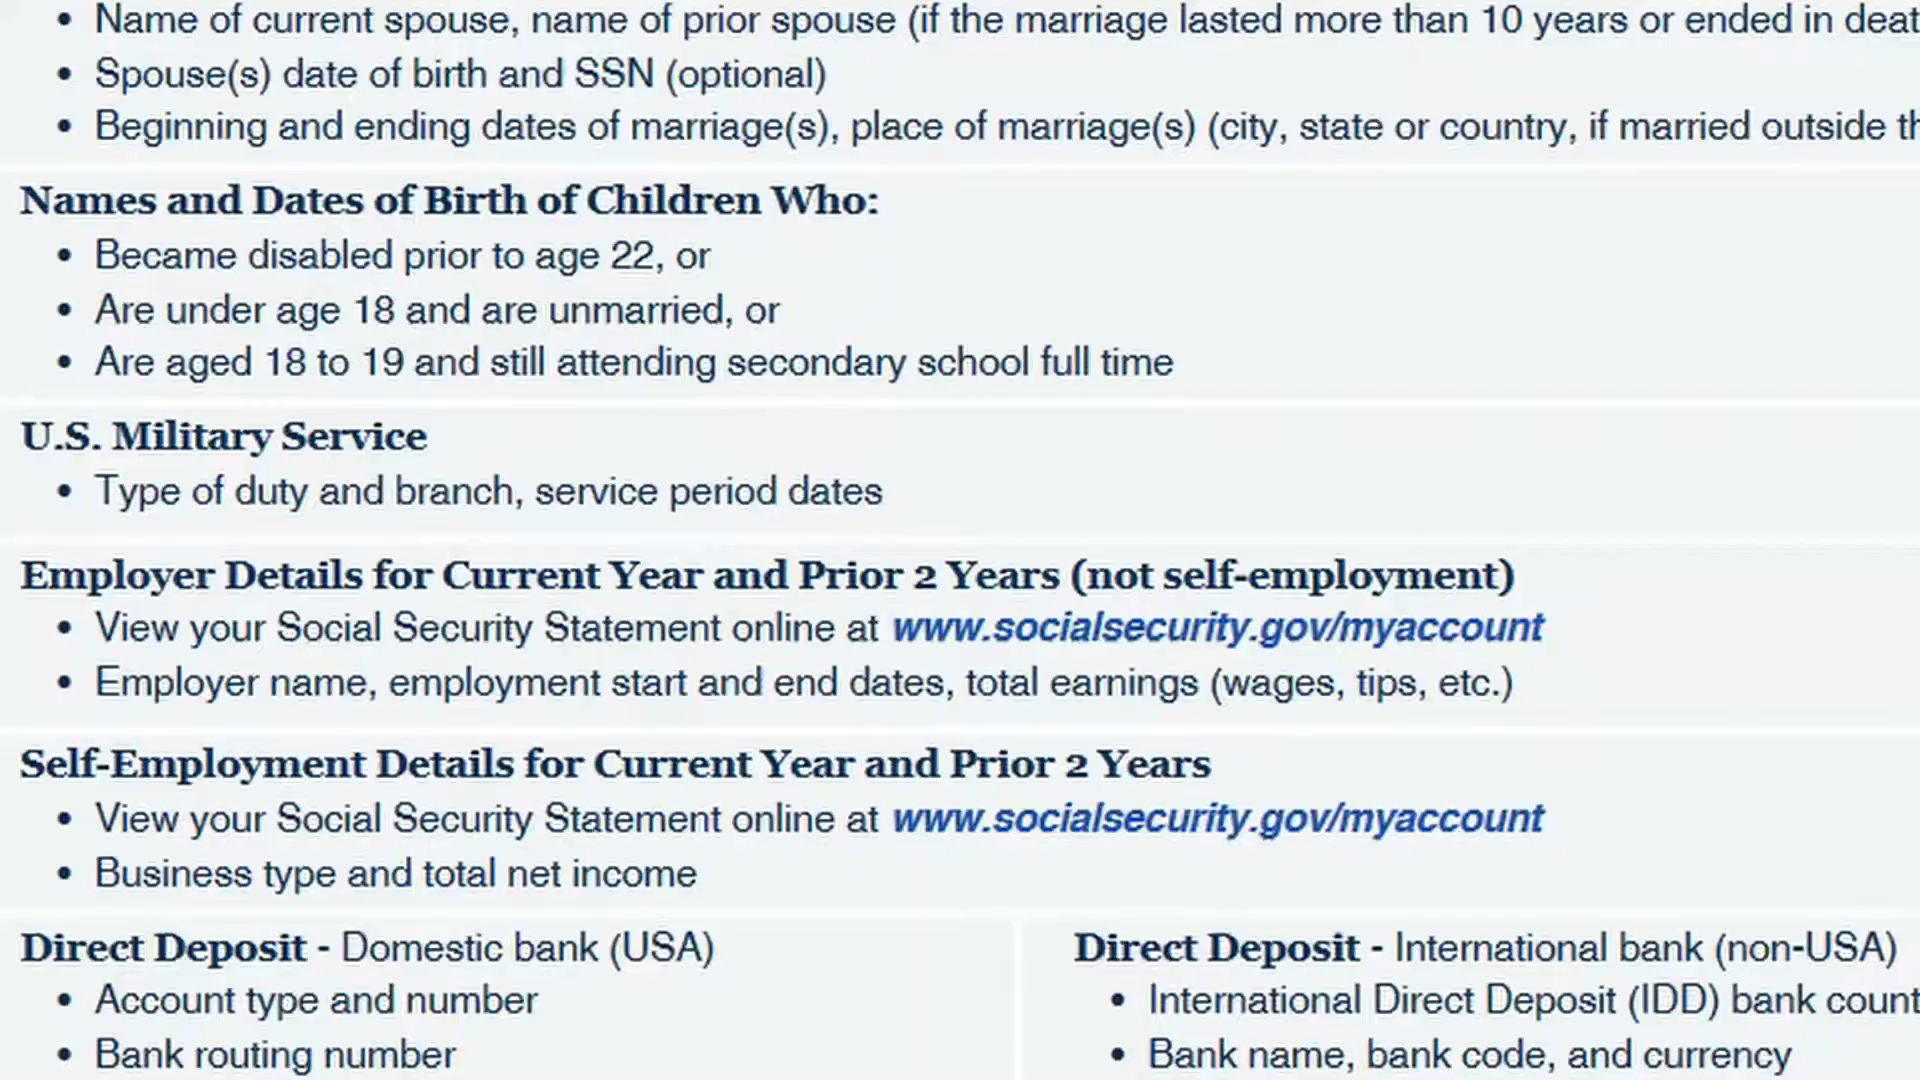 • Name of current spouse, name of prior spouse (if the marriage lasted more than 10 years or ended in
• Spouse(s) date of birth and SSN (optional)
• Beginning and ending dates of marriage(s), place of marriage(s) (city, state or country, if married outside
Names and Dates of Birth of Children Who:
• Became disabled prior to age 22, or
• Are under age 18 and are unmarried, or
• Are aged 18 to 19 and still attending secondary school full time
U.S. Military Service
• Type of duty and branch, service period dates
Employer Details for Current Year and Prior 2 Years (not self-employment)
• View your Social Security Statement online at www.socialsecurity.gov/myaccount
• Employer name, employment start and end dates, total earnings (wages, tips, etc.)
Self-Employment Details for Current Year and Prior 2 Years
• View your Social Security Statement online at www.socialsecurity.gov/myaccount
• Business type and total net income
Direct Deposit - Domestic bank (USA)
• Account type and number
• Bank routing number
Direct Deposit - International bank (non-USA)
• International Direct Deposit (IDD) bank
• Bank name, bank code, and currency